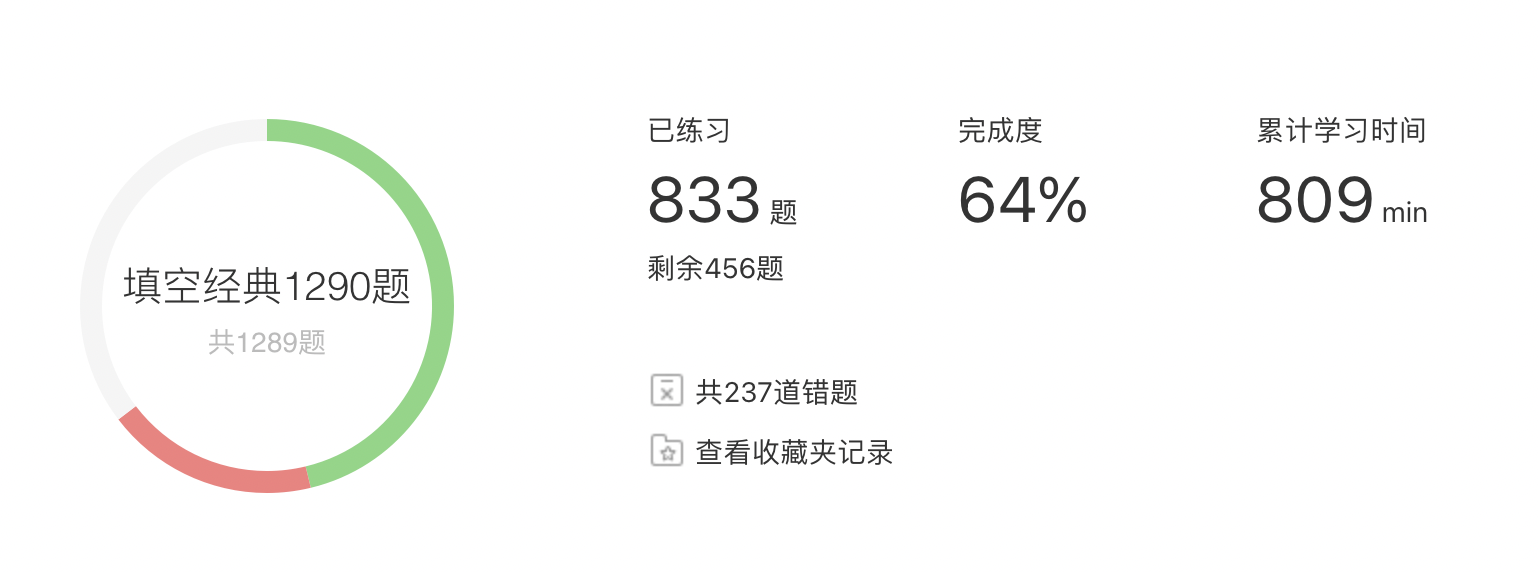 填空经典1290题
共1289题
已练习
833 题
剩余456题
完成度
64%
累计学习时间
809 min
共237道错题
查看收藏夹记录